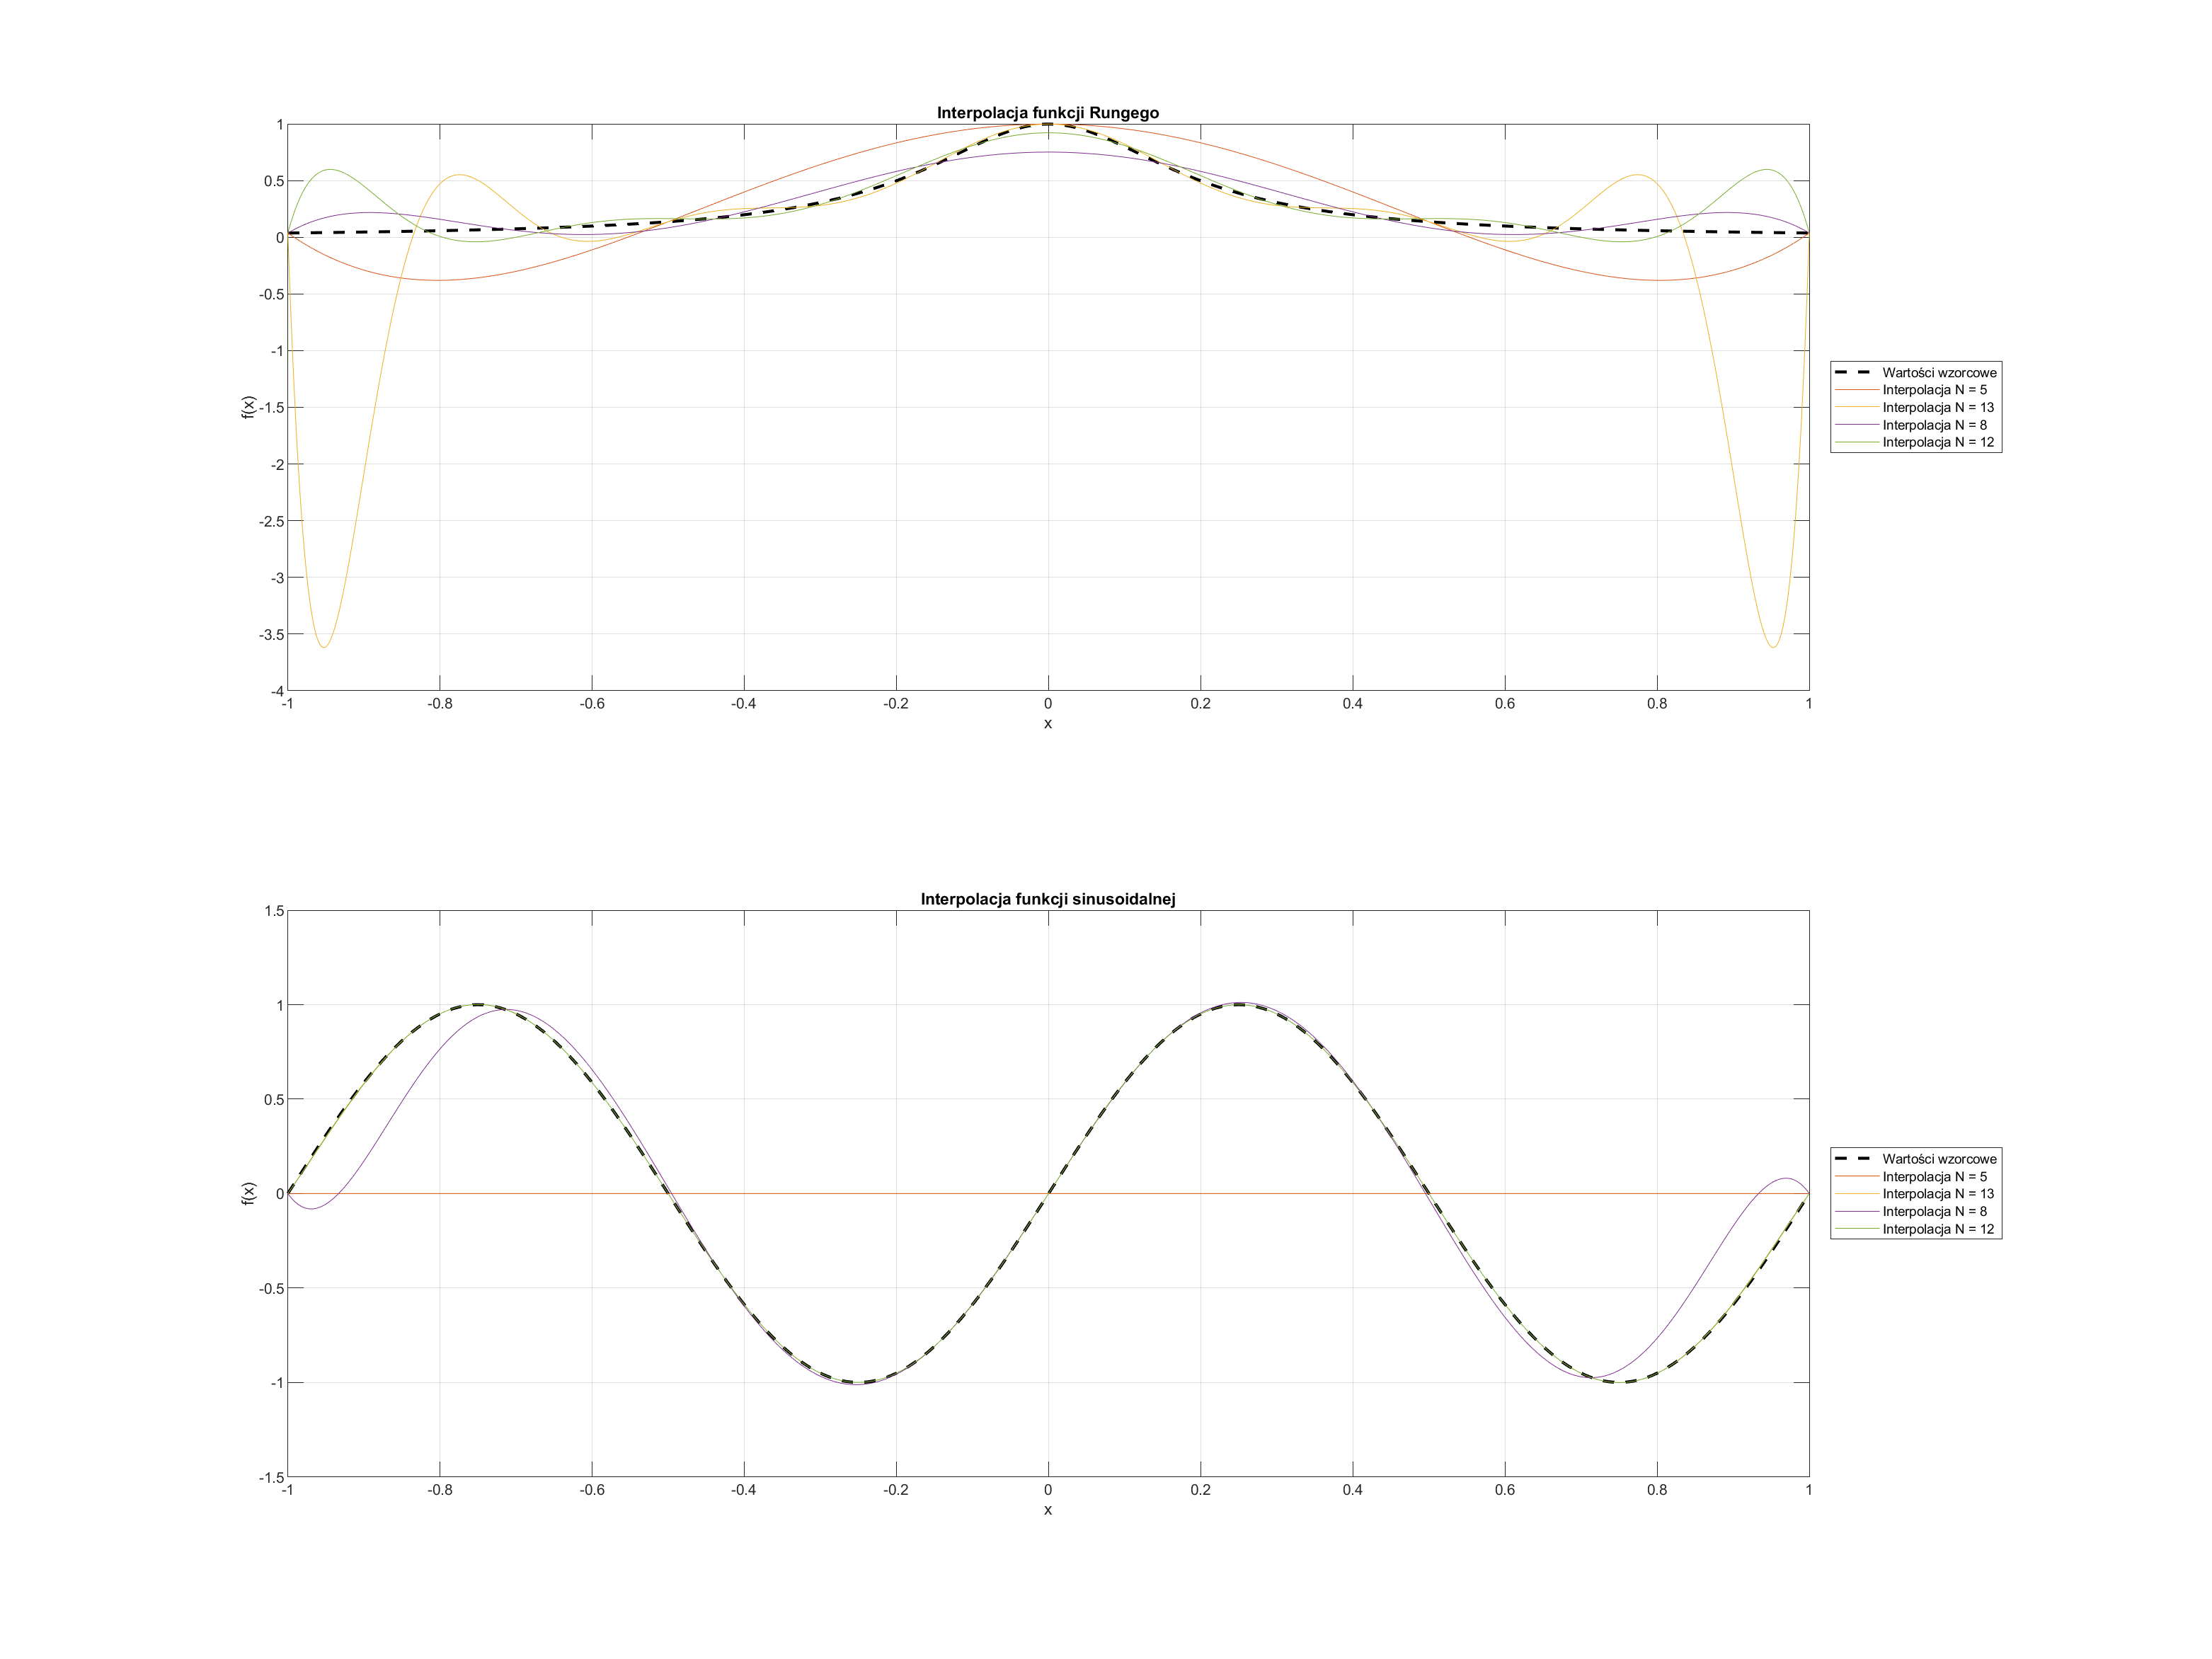 Interpolacja funkcji Rungego
1
0.5
0
-0.5
-1
-1.5
-2
-2.5
-3
-3.5
-4
f(x)
-1 -0.8 -0.6 -0.4 -0.2 0 0.2 0.4 0.6 0.8 1
x
Wartości wzorcowe
Interpolacja N = 5
Interpolacja N = 13
Interpolacja N = 8
Interpolacja N = 12
Interpolacja funkcji sinusoidalnej
1.5
1
0.5
0
-0.5
-1
-1.5
f(x)
-1 -0.8 -0.6 -0.4 -0.2 0 0.2 0.4 0.6 0.8 1
x
Wartości wzorcowe
Interpolacja N = 5
Interpolacja N = 13
Interpolacja N = 8
Interpolacja N = 12